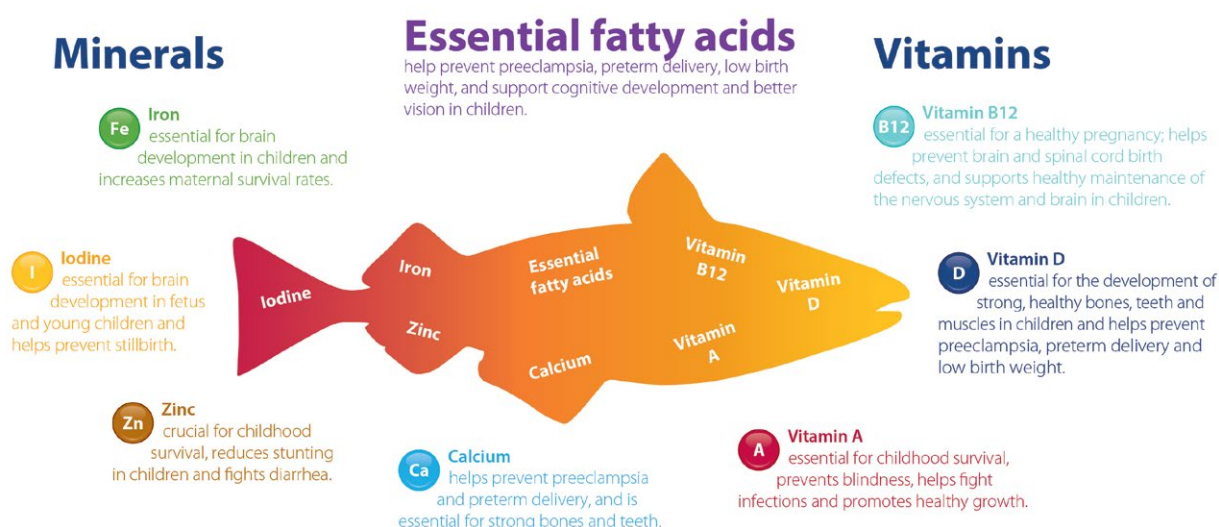 Minerals
Essential fatty acids
help prevent preeclampsia, preterm delivery, low birth
weight, and support cognitive development and better
vision in children.
Vitamins
Fe
Iron
essential for brain
development in children and
increases maternal survival rates.
B12
Vitamin B12
essential for a healthy pregnancy; helps
prevent brain and spinal cord birth
defects, and supports healthy maintenance of
the nervous system and brain in children.
I
Iodine
essential for brain
development in fetus
and young children and
helps prevent stillbirth.
Iodine
Iron
Zinc
Essential
fatty acids
Calcium
Vitamin
B12
Vitamin
A
Vitamin
D
D
Vitamin D
essential for the development of
strong, healthy bones, teeth and
muscles in children and helps prevent
preeclampsia, preterm delivery and
low birth weight.
Zn
Zinc
crucial for childhood
survival, reduces stunting
in children and fights diarrhea.
Ca
Calcium
helps prevent preeclampsia
and preterm delivery, and is
essential for strong bones and teeth.
A
Vitamin A
essential for childhood survival,
prevents blindness, helps fight
infections and promotes healthy growth.